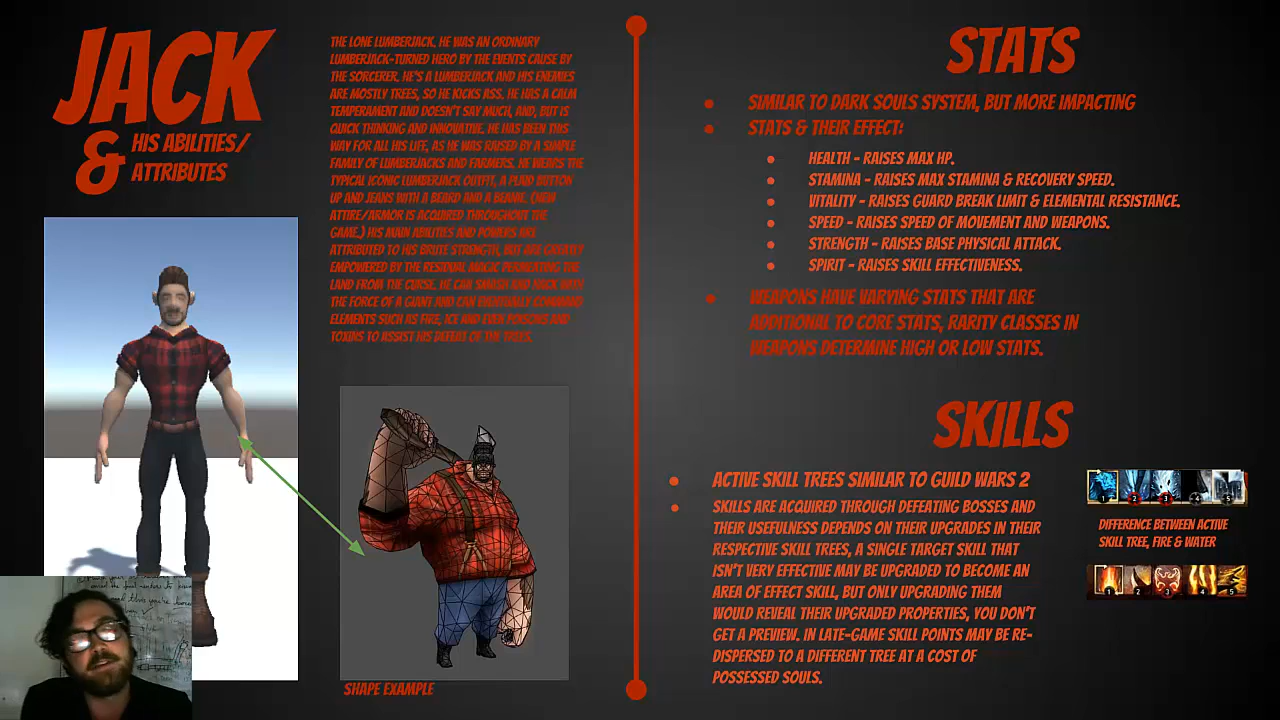 JACK
& HIS ABILITIES/
ATTRIBUTES
THE LONE LUMBERJACK. HE WAS AN ORDINARY
LUMBERJACK-TURNED HERO BY THE EVENTS CAUSE BY
THE SORCERER. HE'S A LUMBERJACK AND HIS ENEMIES
ARE MOSTLY TREES, SO HE KICKS ASS. HE HAS A CALM
TEMPERAMENT AND DOESN'T SAY MUCH, AND, BUT IS
QUICK THINKING AND INNOVATIVE. HE HAS BEEN THIS
WAY FOR ALL HIS LIFE, AS HE WAS RAISED BY A SIMPLE
FAMILY OF LUMBERJACKS AND FARMERS. HE WEARS THE
TYPICAL ICONIC LUMBERJACK OUTFIT, A PLAID BUTTON
UP AND JEANS WITH A BEARD AND A BEANIE. (NEW
ATTIRE/ARMOR IS ACQUIRED THROUGHOUT THE
GAME.) HIS MAIN ABILITIES AND POWERS ARE
ATTRIBUTED TO HIS BRUTE STRENGTH, BUT ARE GREATLY
EMPOWERED BY THE RESIDUAL MAGIC PERMEATING THE
LAND FROM THE CURSE. HE CAN SMASH AND HACK WITH
THE FORCE OF A GIANT AND CAN EVENTUALLY COMMAND
ELEMENTS SUCH AS FIRE, ICE AND EVEN POISONS AND
TOXINS TO ASSIST HIS DEFEAT OF THE TREES.
SHAPE EXAMPLE
STATS
• SIMILAR TO DARK SOULS SYSTEM, BUT MORE IMPACTING
• STATS & THEIR EFFECT:
• HEALTH - RAISES MAX HP.
• STAMINA - RAISES MAX STAMINA & RECOVERY SPEED.
• VITALITY - RAISES GUARD BREAK LIMIT & ELEMENTAL RESISTANCE.
• SPEED - RAISES SPEED OF MOVEMENT AND WEAPONS.
• STRENGTH - RAISES BASE PHYSICAL ATTACK.
• SPIRIT - RAISES SKILL EFFECTIVENESS.
• WEAPONS HAVE VARYING STATS THAT ARE
ADDITIONAL TO CORE STATS, RARITY CLASSES IN
WEAPONS DETERMINE HIGH OR LOW STATS.
SKILLS
• ACTIVE SKILL TREES SIMILAR TO GUILD WARS 2
• SKILLS ARE ACQUIRED THROUGH DEFEATING BOSSES AND
THEIR USEFULNESS DEPENDS ON THEIR UPGRADES IN THEIR
RESPECTIVE SKILL TREES, A SINGLE TARGET SKILL THAT
ISN'T VERY EFFECTIVE MAY BE UPGRADED TO BECOME AN
AREA OF EFFECT SKILL, BUT ONLY UPGRADING THEM
WOULD REVEAL THEIR UPGRADED PROPERTIES, YOU DON'T
GET A PREVIEW. IN LATE-GAME SKILL POINTS MAY BE RE-
DISPERSED TO A DIFFERENT TREE AT A COST OF
POSSESSED SOULS.
1 2 3 4 5
DIFFERENCE BETWEEN ACTIVE
SKILL TREE, FIRE & WATER
1 2 3 4 5